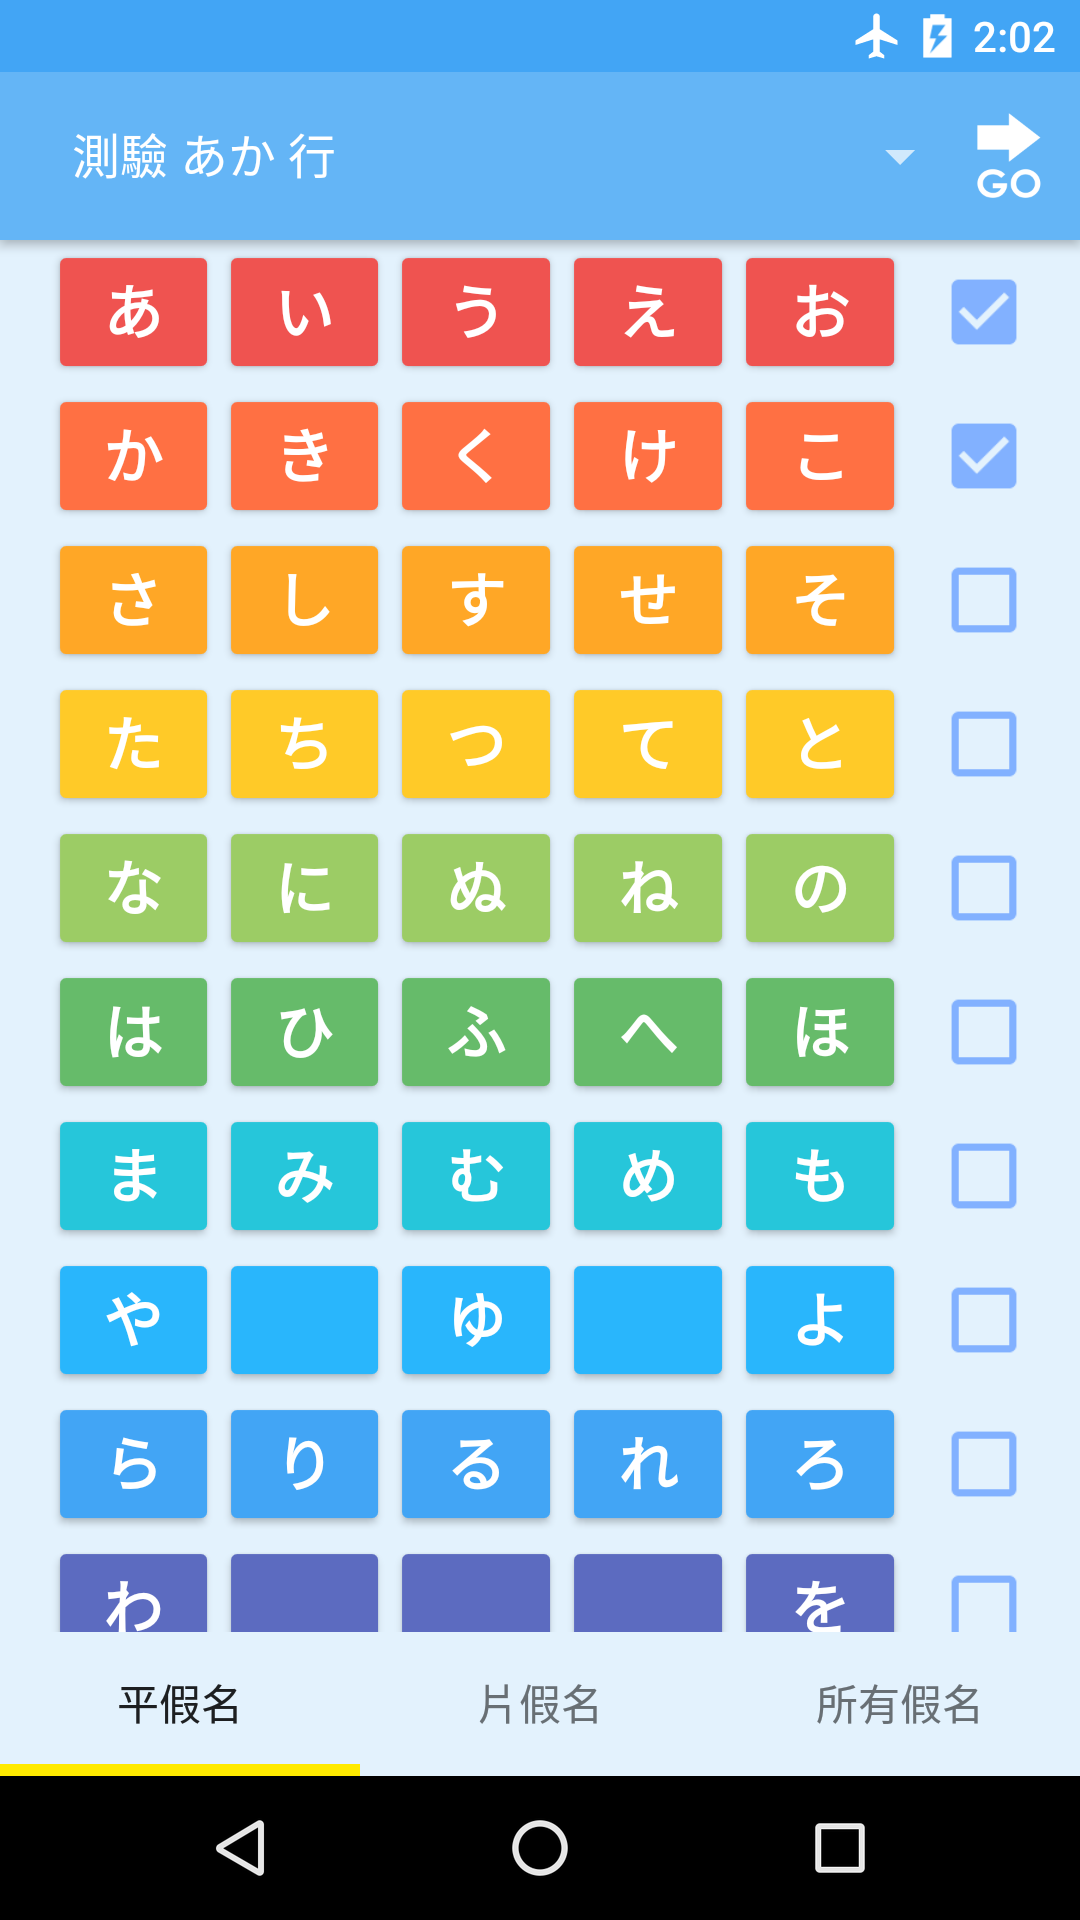 2:02
測驗 あか 行
GO
あ い う え お
か き く け こ
さ し す せ そ
た ち つ て と
な に ぬ ね の
は ひ ふ へ ほ
ま み む め も
や ゆ よ
ら り る れ ろ
わ を
平假名 片假名 所有假名